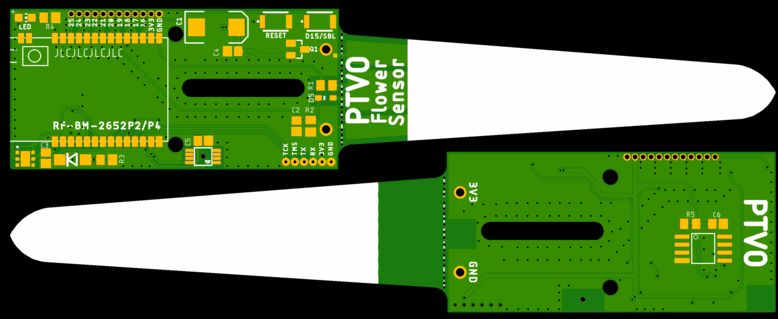 LED
R4
25
24
23
22
21
20
19
18
17
16
3V3
GND
C1
RESET
D15/SBL
C4
Q1
JLCJLCJLCJLC
R1
D5
C2
R2
RF-BM-2652P2/P4
PTVO
Flower
Sensor
C3
R3
C5
TCK
TMS
TX
RX
3V3
GND
3V3
GND
R5
C6
PTVO